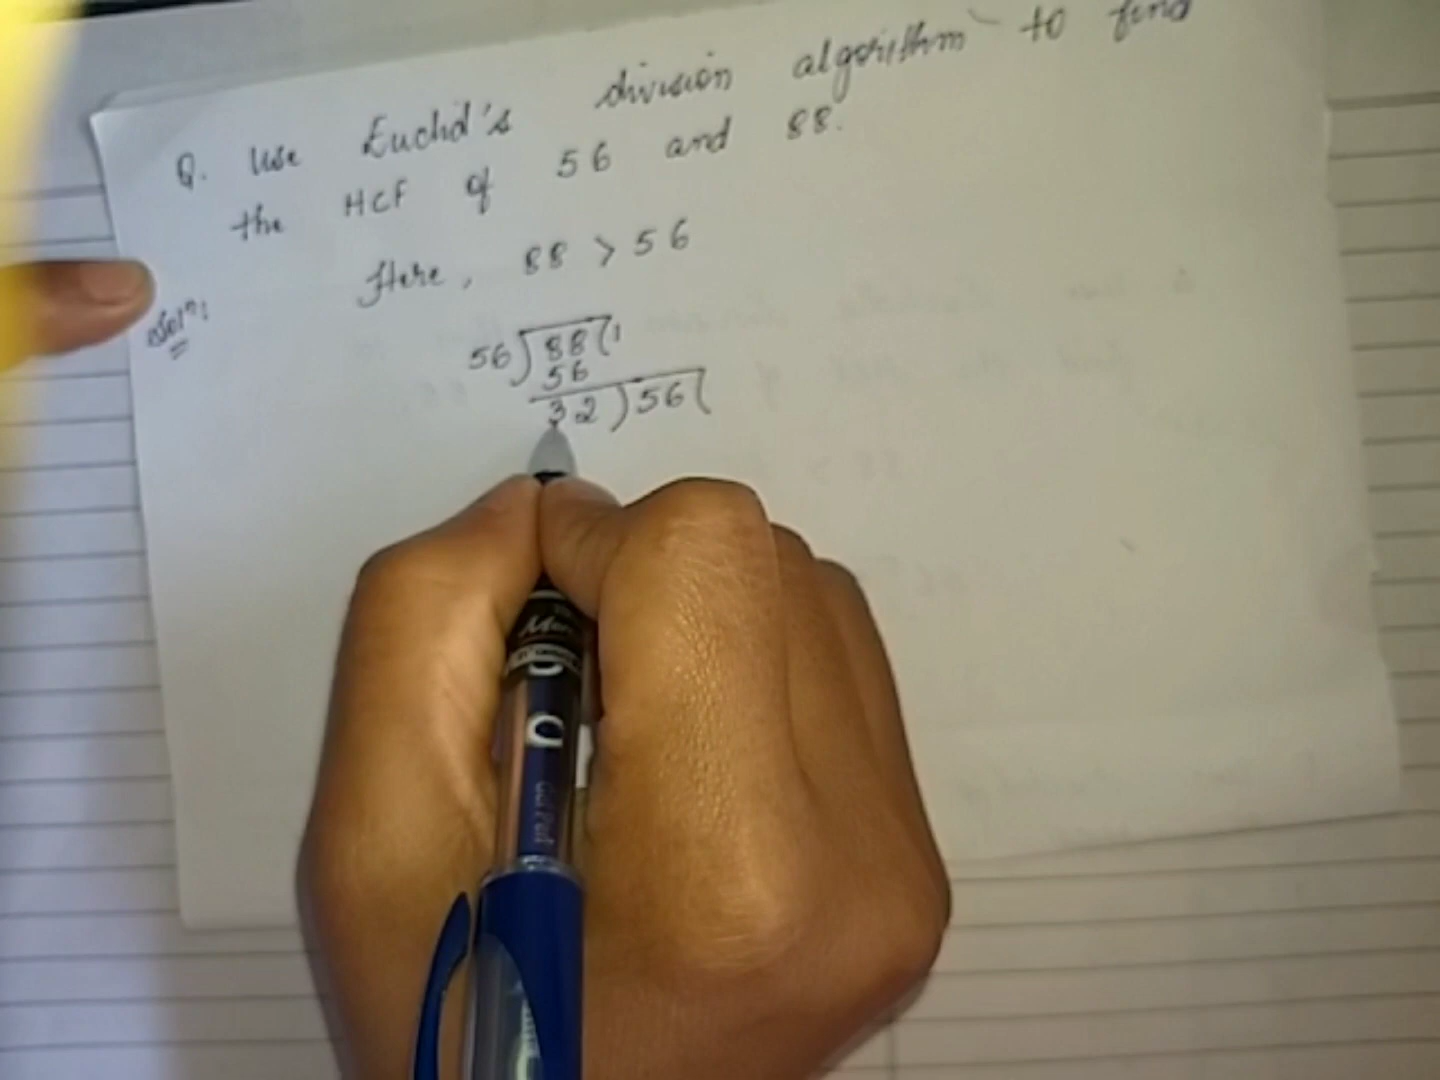 Q. Use Euclid's division algorithm to find
the HCF of 56 and 88.
Solⁿ: Here, 88 > 56
56) 88 (1
56
32) 56 (